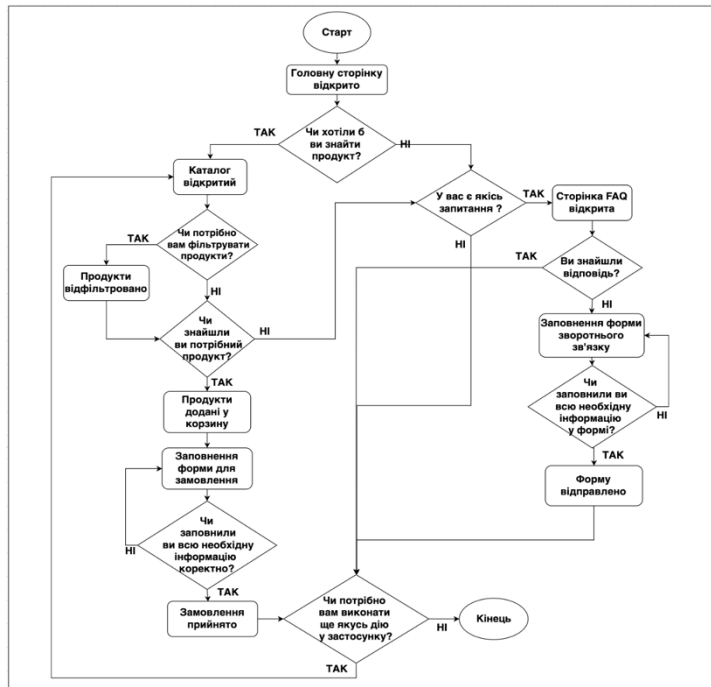 Старт
Головну сторінку
відкрито
ТАК
Чи хотіли б
ви знайти
продукт?
НІ
Каталог
відкритий
У вас є якісь
запитання ?
ТАК
Сторінка FAQ
відкрита
НІ
ТАК
Чи потрібно
вам фільтрувати
продукти?
ТАК
Ви знайшли
відповідь?
Продукти
відфільтровано
НІ
НІ
Чи
знайшли
ви потрібний
продукт?
НІ
Заповнення форми
зворотнього
зв'язку
ТАК
Продукти
додані у
корзину
Чи
заповнили ви
всю необхідну
інформацію
у формі?
НІ
Заповнення
форми для
замовлення
ТАК
Форму
відправлено
Чи
заповнили
ви всю необхідну
інформацію
коректно?
НІ
ТАК
Замовлення
прийнято
Чи потрібно
вам виконати
ще якусь дію
у застосунку?
НІ
Кінець
ТАК